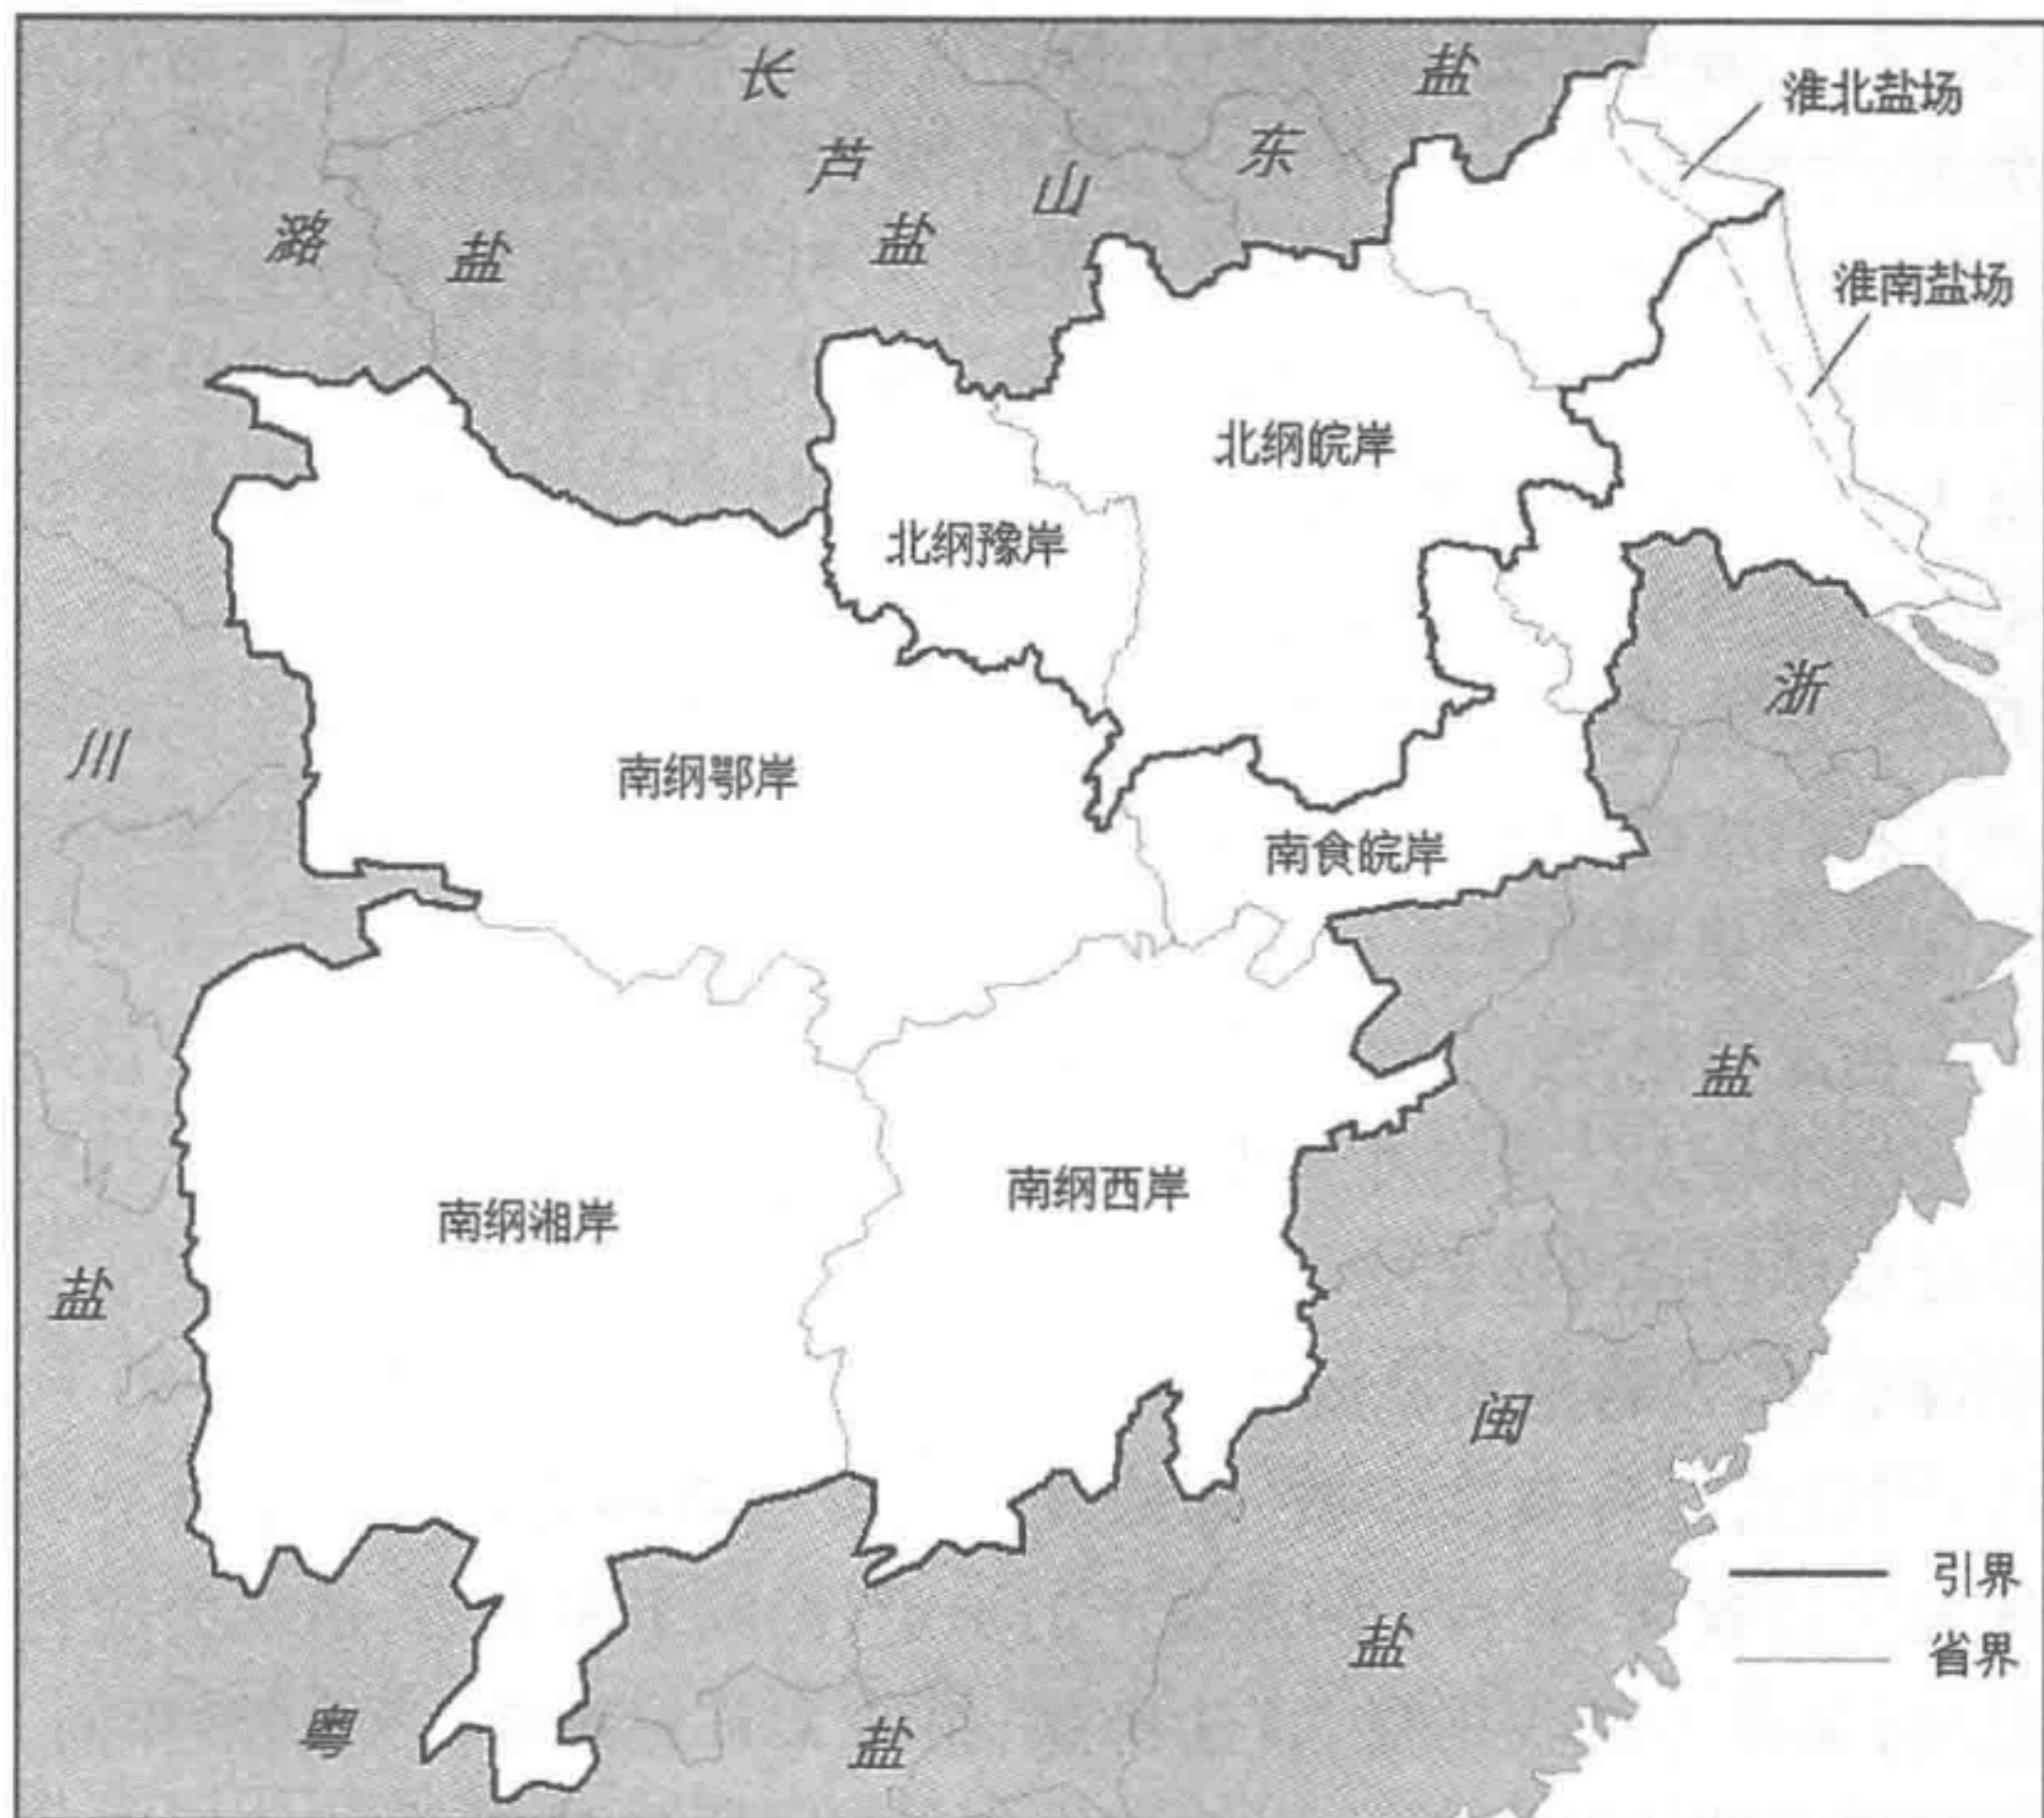 长芦盐
山东盐
潞盐
淮北盐场
淮南盐场
北纲皖岸
北纲豫岸
南纲鄂岸
南食皖岸
川盐
浙盐
南纲西岸
南纲湘岸
闽盐
粤盐
引界
省界